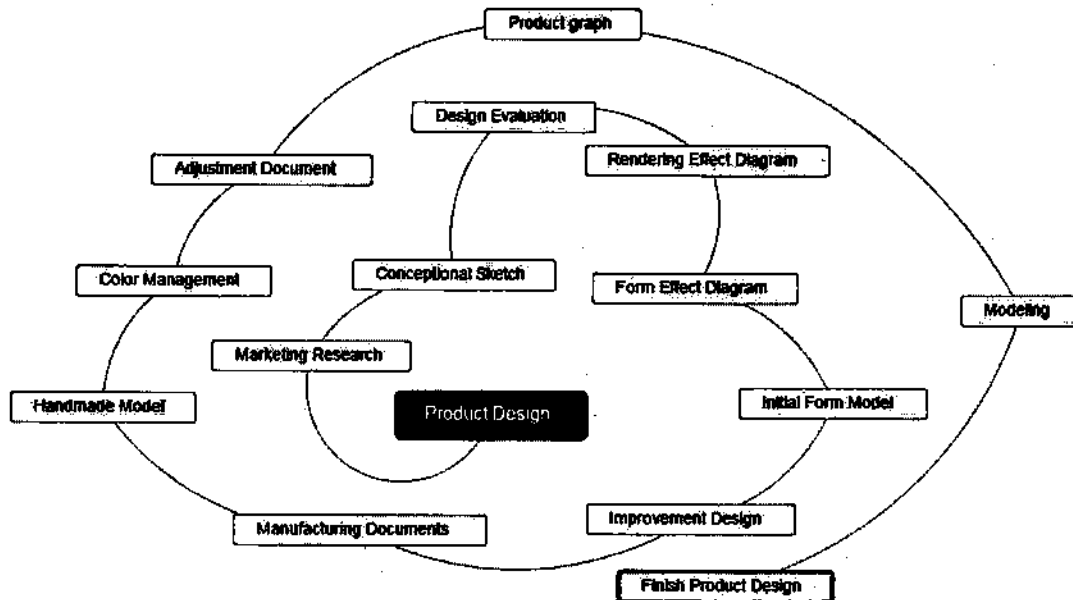 Product graph
Design Evaluation
Rendering Effect Diagram
Adjustment Document
Color Management
Conceptional Sketch
Form Effect Diagram
Modeling
Marketing Research
Handmade Model
Product Design
Initial Form Model
Manufacturing Documents
Improvement Design
Finish Product Design